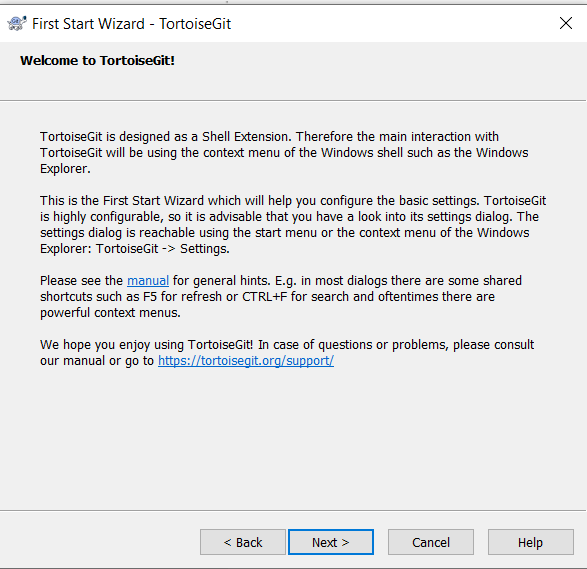 First Start Wizard - TortoiseGit
Welcome to TortoiseGit!
TortoiseGit is designed as a Shell Extension. Therefore the main interaction with
TortoiseGit will be using the context menu of the Windows shell such as the Windows
Explorer.
This is the First Start Wizard which will help you configure the basic settings. TortoiseGit
is highly configurable, so it is advisable that you have a look into its settings dialog. The
settings dialog is reachable using the start menu or the context menu of the Windows
Explorer: TortoiseGit -> Settings.
Please see the manual for general hints. E.g. in most dialogs there are some shared
shortcuts such as F5 for refresh or CTRL+F for search and oftentimes there are
powerful context menus.
We hope you enjoy using TortoiseGit! In case of questions or problems, please consult
our manual or go to https://tortoisegit.org/support/
< Back Next > Cancel Help